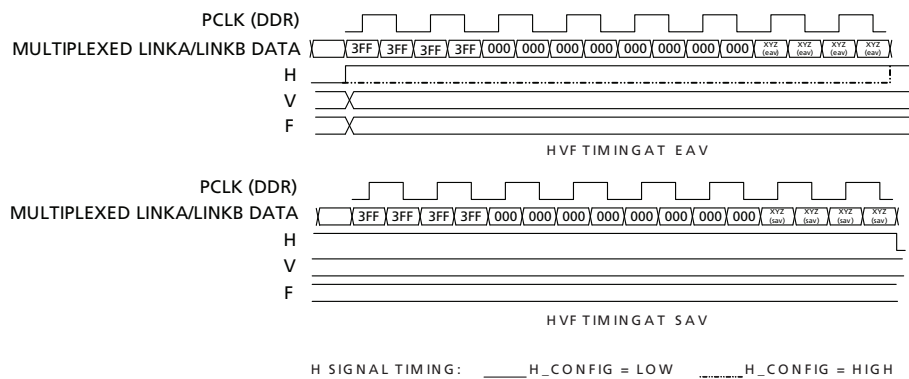 PCLK (DDR)
MULTIPLEXED LINKA/LINKB DATA 3FF 3FF 3FF 3FF 000 000 000 000 000 000 000 000 XYZ (eav) XYZ (eav) XYZ (eav) XYZ (eav)
H
V
F
HVF TIMING AT EAV
PCLK (DDR)
MULTIPLEXED LINKA/LINKB DATA 3FF 3FF 3FF 3FF 000 000 000 000 000 000 000 000 XYZ (sav) XYZ (sav) XYZ (sav) XYZ (sav)
H
V
F
HVF TIMING AT SAV
H SIGNAL TIMING: H_CONFIG = LOW H_CONFIG = HIGH